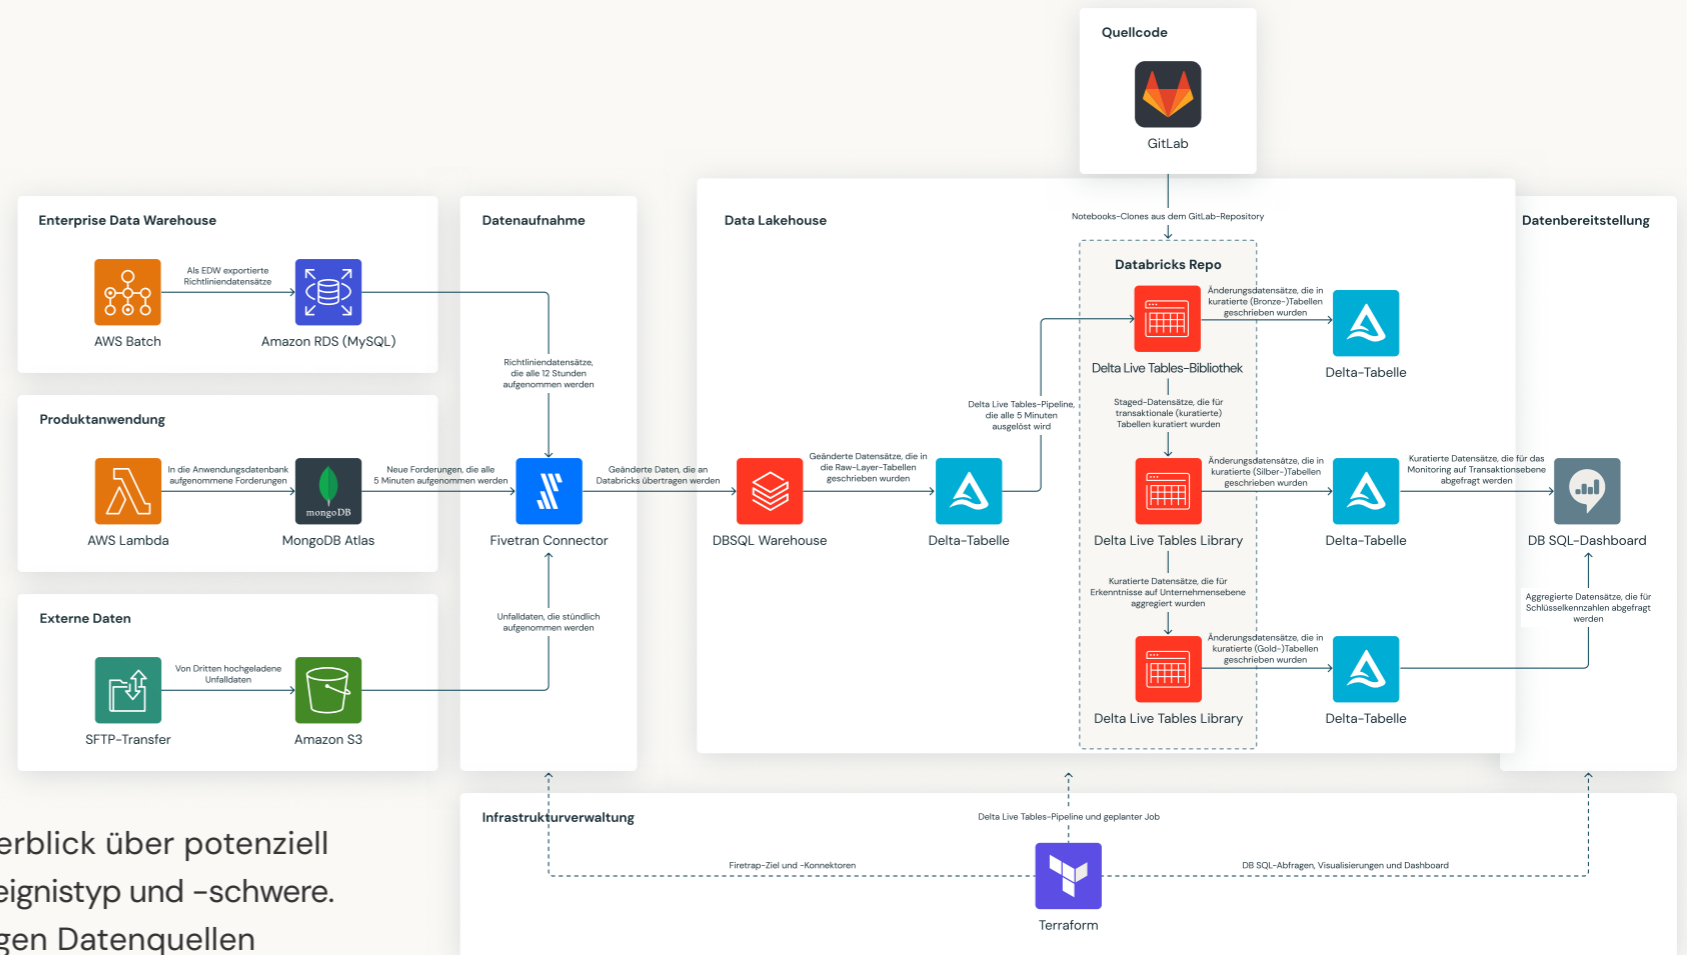 Quellcode
GitLab
Enterprise Data Warehouse
Als EDW exportierte
Richtliniendatensätze
AWS Batch
Amazon RDS (MySQL)
Produktanwendung
In die Anwendungsdatenbank
aufgenommene Forderungen
Neue Forderungen, die alle
5 Minuten aufgenommen werden
mongoDB
AWS Lambda
MongoDB Atlas
Externe Daten
Von Dritten hochgeladene
Unfalldaten
SFTP-Transfer
Amazon S3
Datenaufnahme
Richtliniendatensätze,
die alle 12 Stunden
aufgenommen werden
Fivetran Connector
Unfalldaten, die stündlich
aufgenommen werden
Geänderte Daten, die an
Databricks übertragen werden
Data Lakehouse
DBSQL Warehouse
Geänderte Datensätze, die in
die Raw-Layer-Tabellen
geschrieben wurden
Delta-Tabelle
Delta Live Tables-Pipeline,
die alle 5 Minuten
ausgelöst wird
Notebooks-Clones aus dem GitLab-Repository
Databricks Repo
Delta Live Tables-Bibliothek
Änderungsdatensätze, die in
kuratierte (Bronze-)Tabellen
geschrieben wurden
Delta-Tabelle
Staged-Datensätze, die für
transaktionale (kuratierte)
Tabellen kuratiert wurden
Delta Live Tables Library
Änderungsdatensätze, die in
kuratierte (Silber-)Tabellen
geschrieben wurden
Delta-Tabelle
Kuratierte Datensätze, die für
Erkenntnisse auf Unternehmensebene
aggregiert wurden
Delta Live Tables Library
Änderungsdatensätze, die in
kuratierte (Gold-)Tabellen
geschrieben wurden
Delta-Tabelle
Datenbereitstellung
Kuratierte Datensätze, die für das
Monitoring auf Transaktionsebene
abgefragt werden
DB SQL-Dashboard
Aggregierte Datensätze, die für
Schlüsselkennzahlen abgefragt
werden
Infrastrukturverwaltung
Delta Live Tables-Pipeline und geplanter Job
Firetrap-Ziel und -Konnektoren
DB SQL-Abfragen, Visualisierungen und Dashboard
Terraform
erblick über potenziell
eignistyp und -schwere.
gen Datenquellen